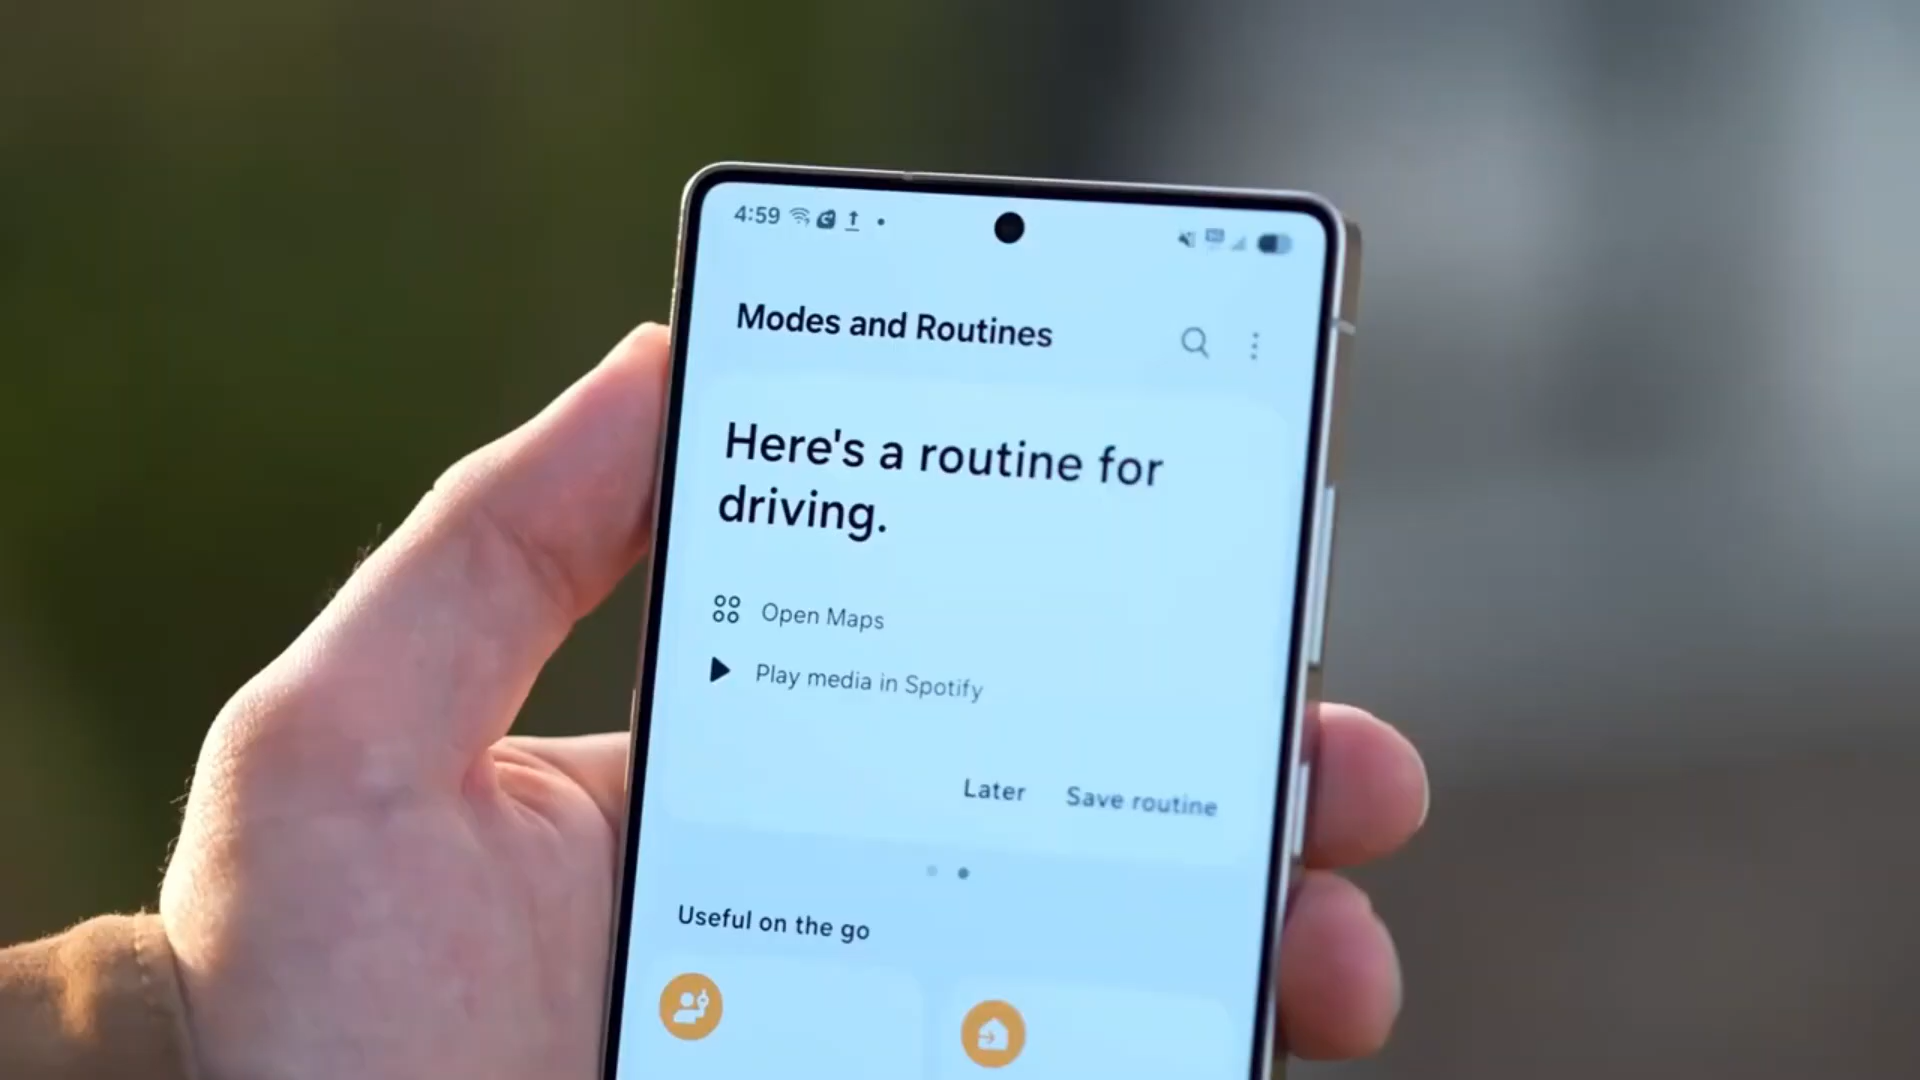 4:59
Modes and Routines
Here's a routine for
driving.
Open Maps
Play media in Spotify
Later Save routine
Useful on the go